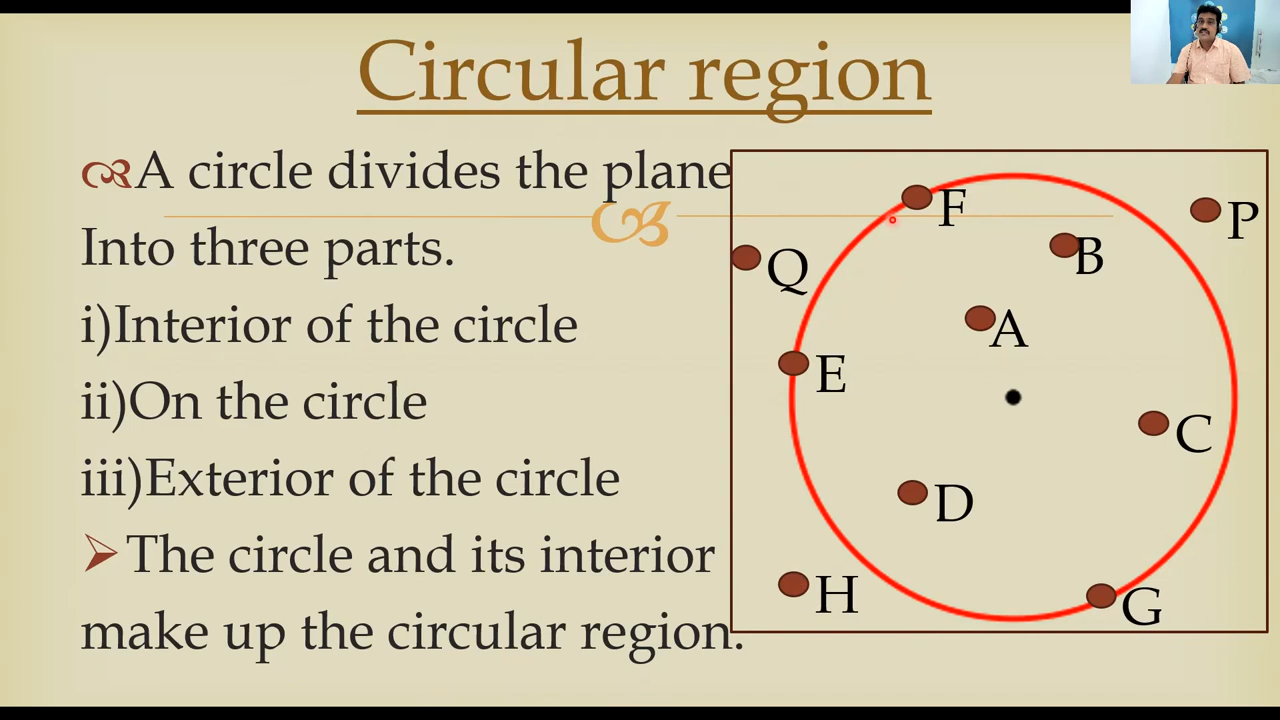 Circular region
A circle divides the plane
Into three parts.
i)Interior of the circle
ii)On the circle
iii)Exterior of the circle
The circle and its interior
make up the circular region.
F
P
B
Q
A
E
C
D
H
G